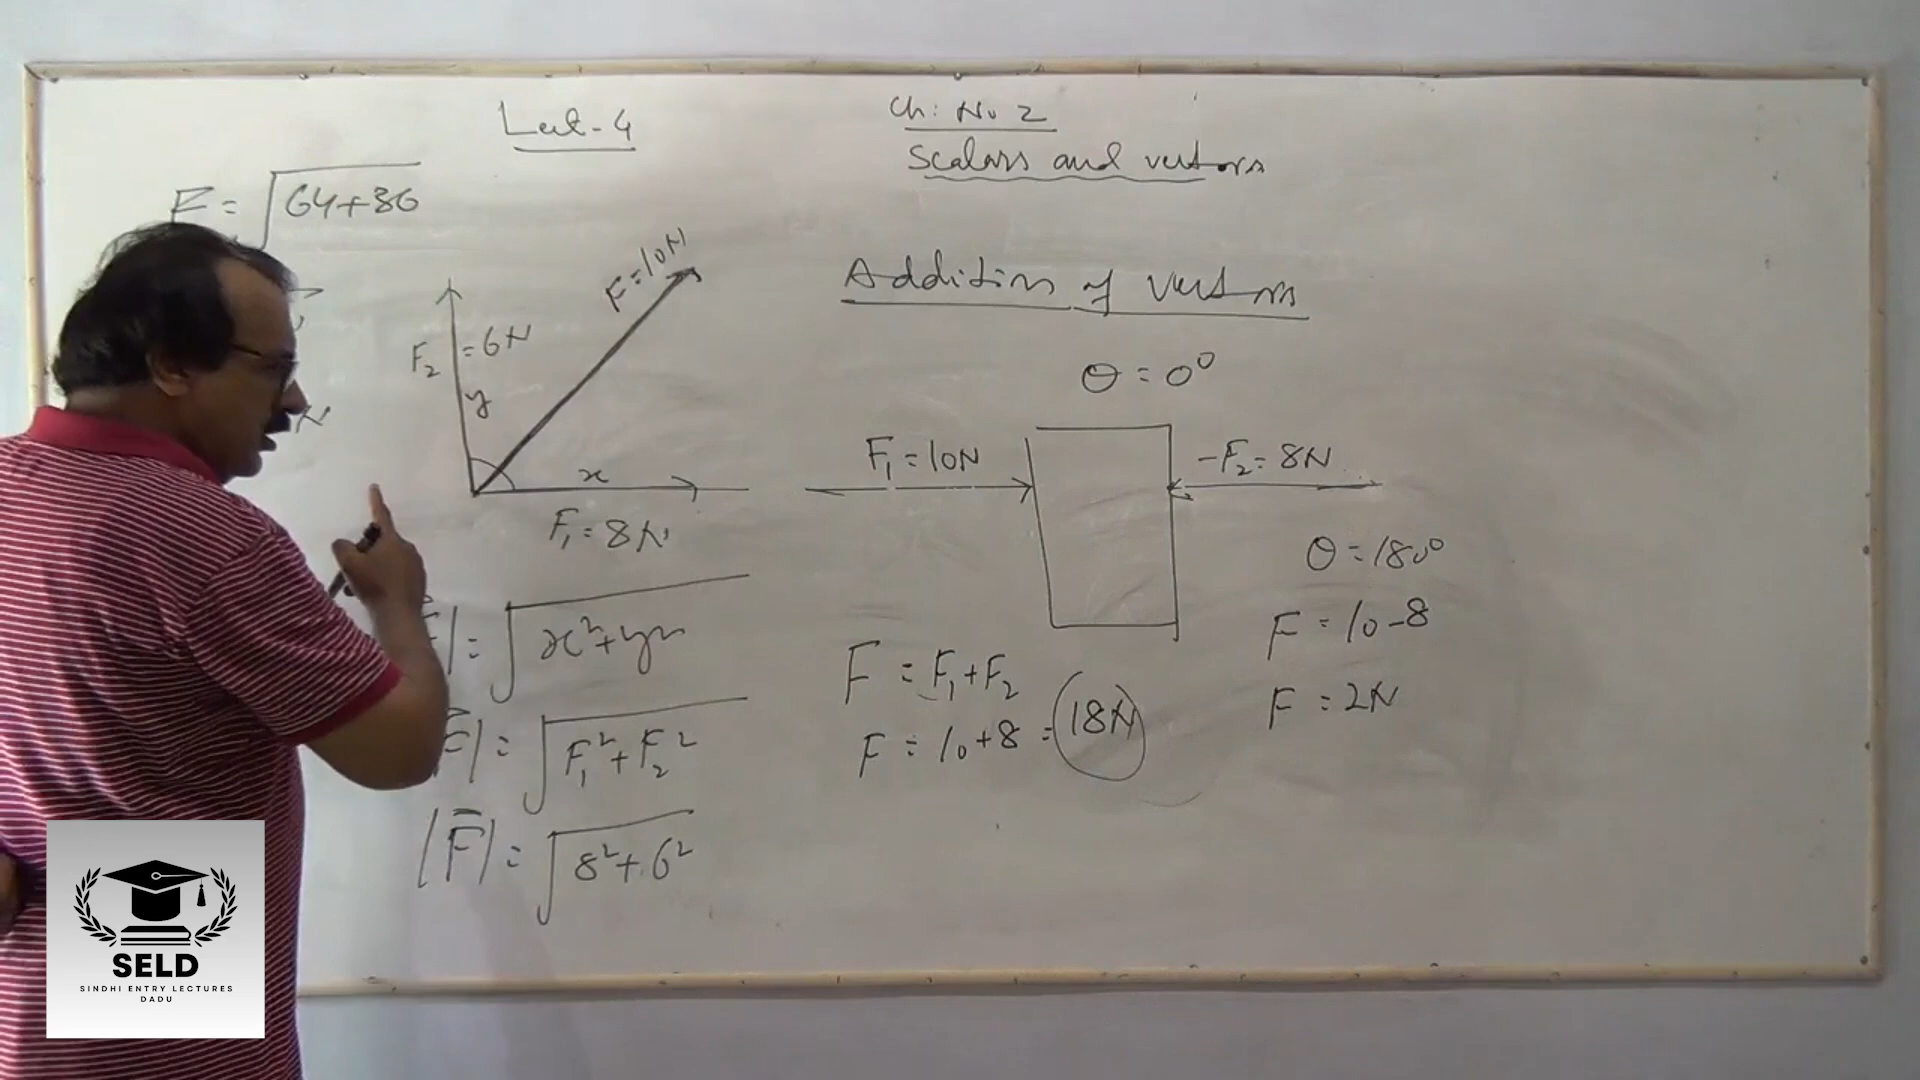 Lect-4
Ch: No 2
Scalars and vectors
F = √64+36
Addition of vectors
F=10N
F₂ =6N
y
x
F₁=8N
θ = 0⁰
F₁=10N
-F₂=8N
θ=180⁰
|= √x²+y²
F = F₁+F₂
F = 10-8
F|= √F₁²+F₂²
F = 10+8 = 18N
F = 2N
|F̄|= √8²+6²
SELD
SINDHI ENTRY LECTURES
DADU